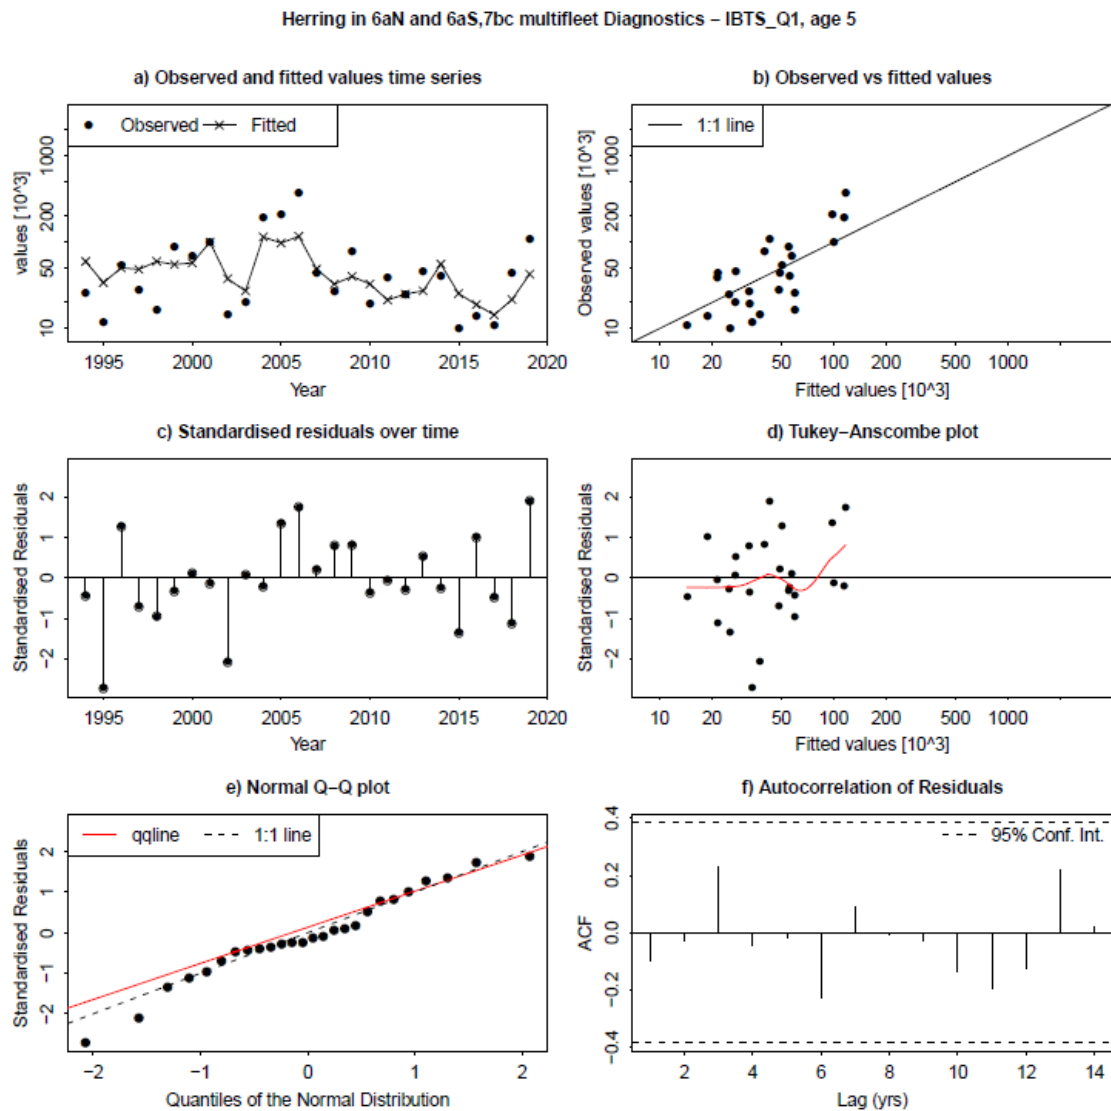 Herring in 6aN and 6aS,7bc multifleet Diagnostics – IBTS_Q1, age 5
a) Observed and fitted values time series
Observed Fitted
values [10^3]
10 50 200 1000
1995 2000 2005 2010 2015 2020
Year
b) Observed vs fitted values
1:1 line
Observed values [10^3]
10 50 200 1000
10 20 50 100 200 500 1000
Fitted values [10^3]
c) Standardised residuals over time
Standardised Residuals
−2 −1 0 1 2
1995 2000 2005 2010 2015 2020
Year
d) Tukey−Anscombe plot
Standardised Residuals
−2 −1 0 1 2
10 20 50 100 200 500 1000
Fitted values [10^3]
e) Normal Q−Q plot
qqline 1:1 line
Standardised Residuals
−2 −1 0 1 2
−2 −1 0 1 2
Quantiles of the Normal Distribution
f) Autocorrelation of Residuals
95% Conf. Int.
ACF
−0.4 −0.2 0.0 0.2 0.4
2 4 6 8 10 12 14
Lag (yrs)